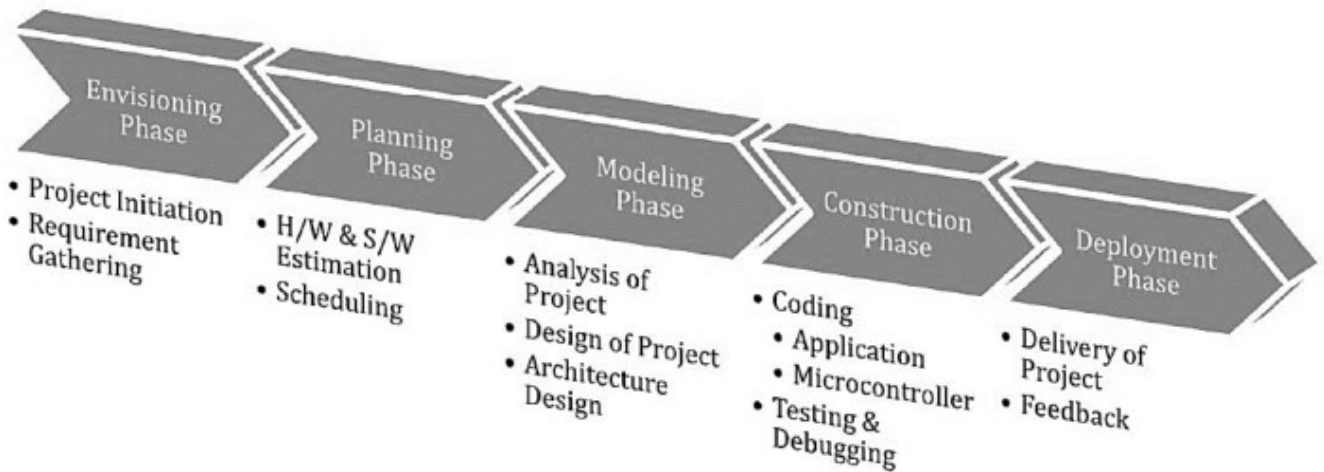 Envisioning
Phase
• Project Initiation
• Requirement
Gathering
Planning
Phase
• H/W & S/W
Estimation
• Scheduling
Modeling
Phase
• Analysis of
Project
• Design of Project
• Architecture
Design
Construction
Phase
• Coding
• Application
• Microcontroller
• Testing &
Debugging
Deployment
Phase
• Delivery of
Project
• Feedback